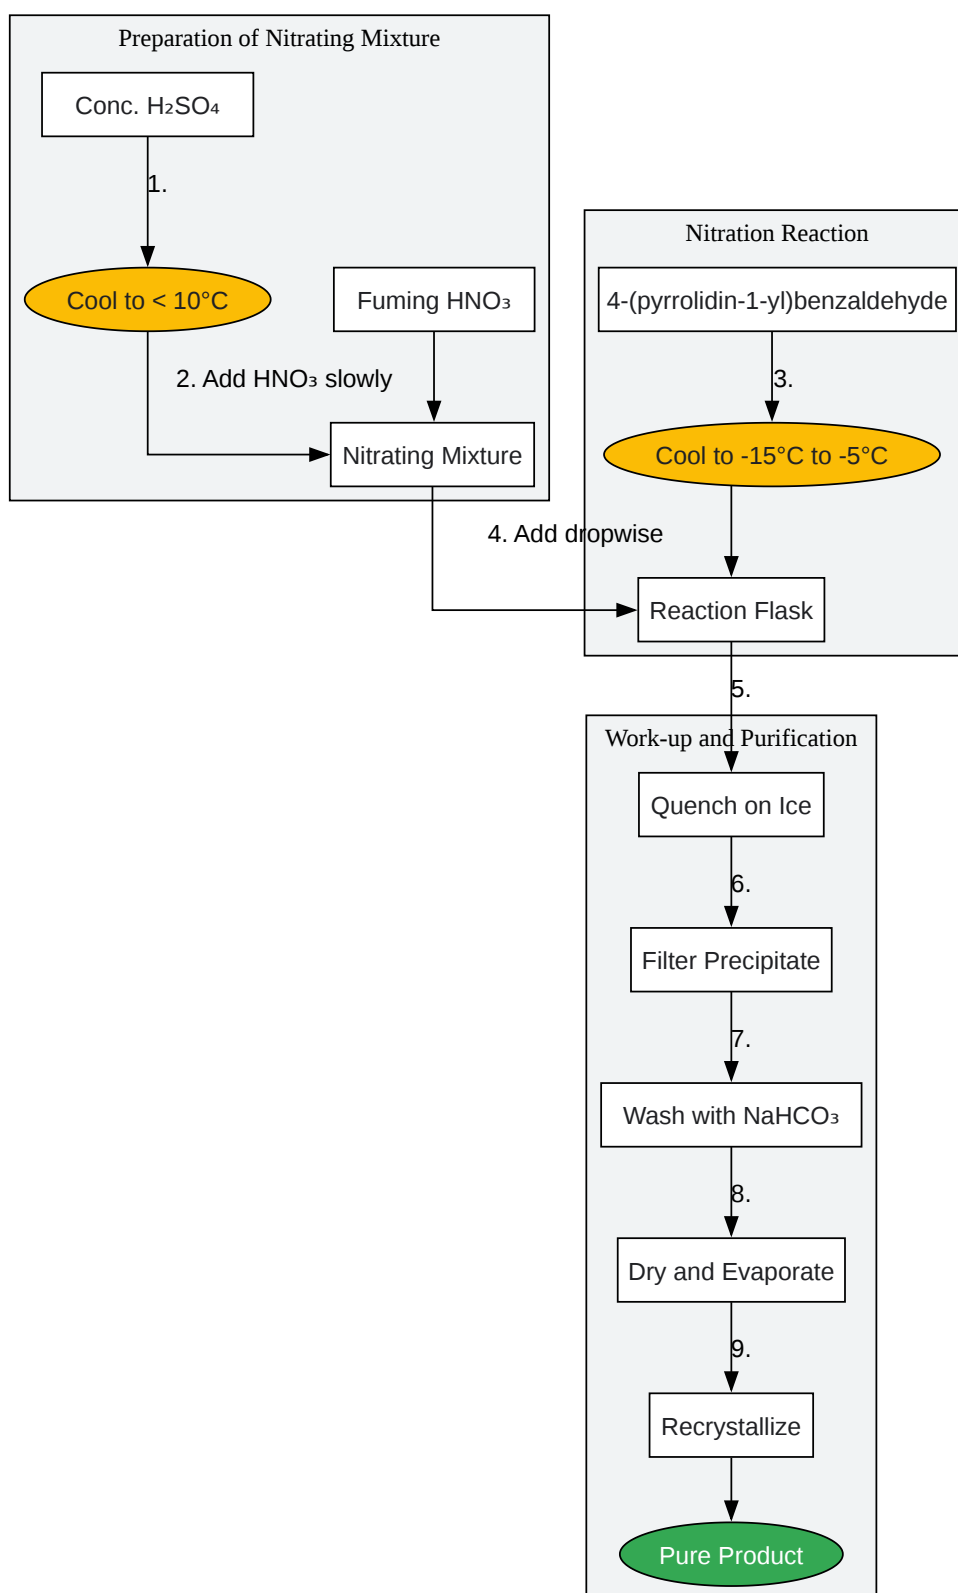 Preparation of Nitrating Mixture
Conc. H₂SO₄
1.
Cool to < 10°C
Fuming HNO₃
2. Add HNO₃ slowly
Nitrating Mixture
Nitration Reaction
4-(pyrrolidin-1-yl)benzaldehyde
3.
Cool to -15°C to -5°C
4. Add dropwise
Reaction Flask
5.
Work-up and Purification
Quench on Ice
6.
Filter Precipitate
7.
Wash with NaHCO₃
8.
Dry and Evaporate
9.
Recrystallize
Pure Product